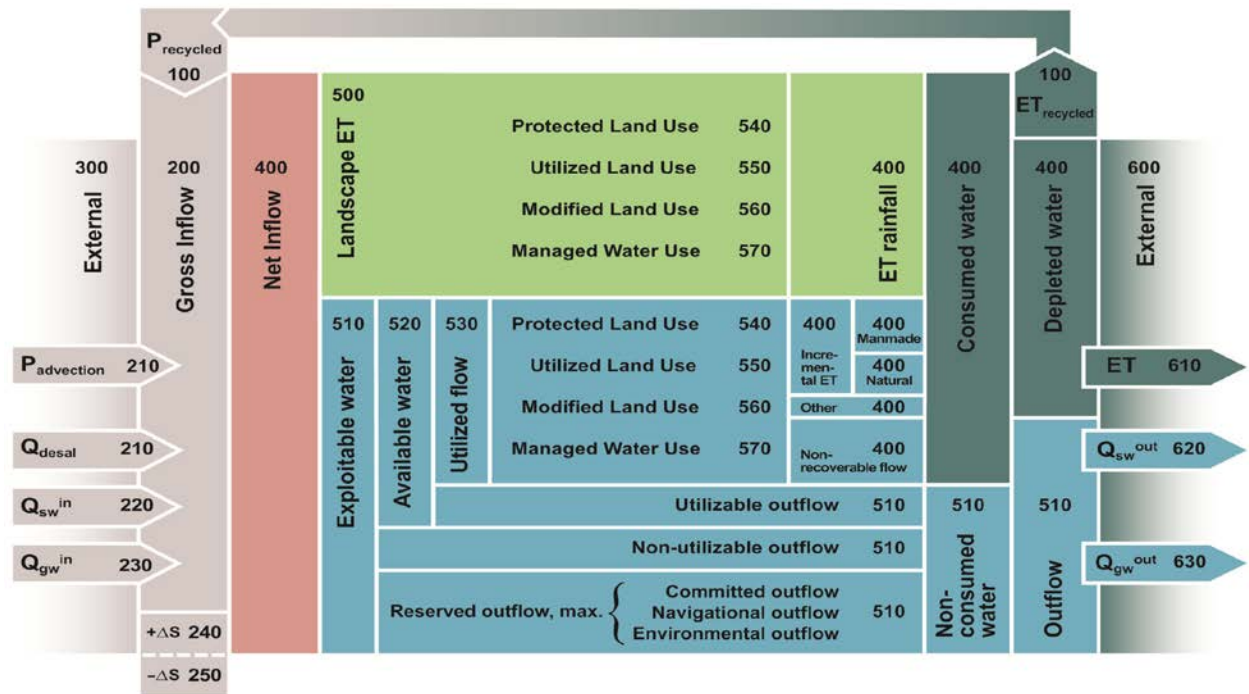 P recycled
100
300
External
200
Gross Inflow
400
Net Inflow
P advection 210
Q desal 210
Q sw in 220
Q gw in 230
+ΔS 240
−ΔS 250
500
Landscape ET
Protected Land Use 540
Utilized Land Use 550
Modified Land Use 560
Managed Water Use 570
400
ET rainfall
510
Exploitable water
520
Available water
530
Utilized flow
Protected Land Use 540
Utilized Land Use 550
Modified Land Use 560
Managed Water Use 570
400
Incre-
mental ET
400
Manmade
400
Natural
Other 400
400
Non-
recoverable flow
Utilizable outflow 510
Non-utilizable outflow 510
Reserved outflow, max.
Committed outflow
Navigational outflow
Environmental outflow
510
400
Consumed water
510
Non-
consumed
water
100
ET recycled
400
Depleted water
510
Outflow
600
External
ET 610
Q sw out 620
Q gw out 630